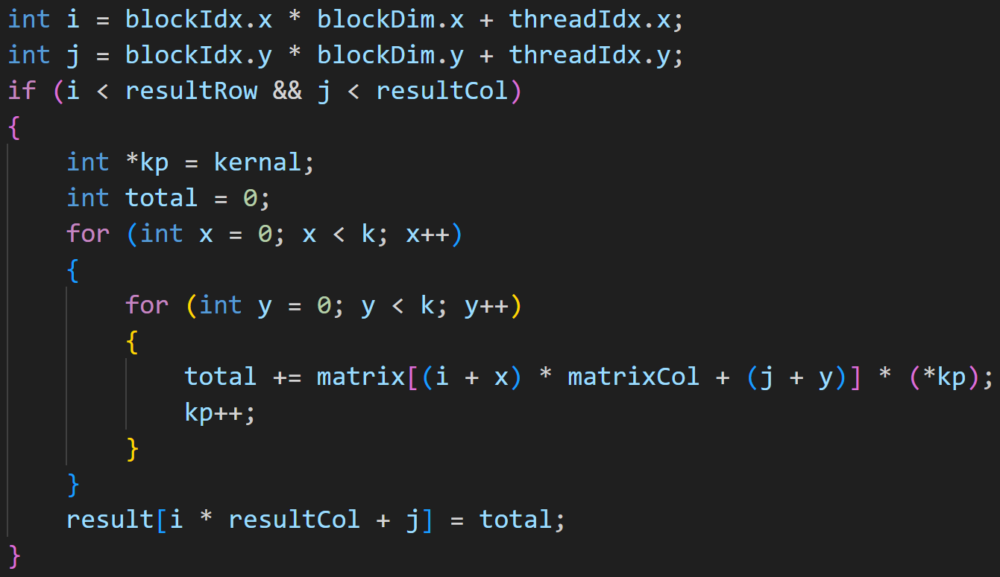 int i = blockIdx.x * blockDim.x + threadIdx.x;
int j = blockIdx.y * blockDim.y + threadIdx.y;
if (i < resultRow && j < resultCol)
{
    int *kp = kernal;
    int total = 0;
    for (int x = 0; x < k; x++)
    {
        for (int y = 0; y < k; y++)
        {
            total += matrix[(i + x) * matrixCol + (j + y)] * (*kp);
            kp++;
        }
    }
    result[i * resultCol + j] = total;
}